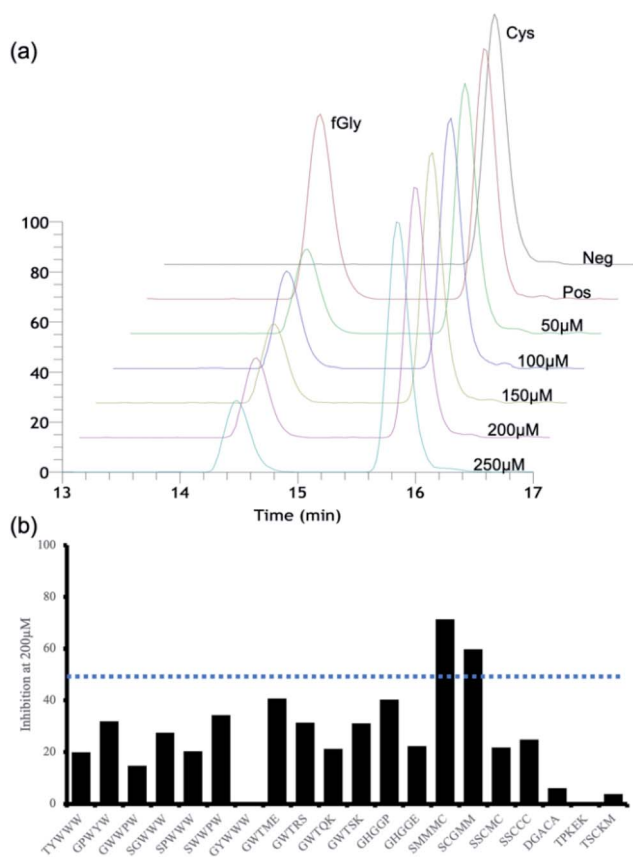 (a)
Cys
fGly
100
80
60
40
20
0
Neg
Pos
50µM
100µM
150µM
200µM
250µM
13 14 15 16 17
Time (min)
(b)
100
80
60
40
20
0
Inhibition at 200µM
TYWWW GPWYW GWWPW SGWWW SPWWW SWWPW GYWWW GWTME GWTRS GWTQK GWTSK GHGGP GHGGE SMMMC SCGMM SSCMC SSCCC DGACA TPKEK TSCKM